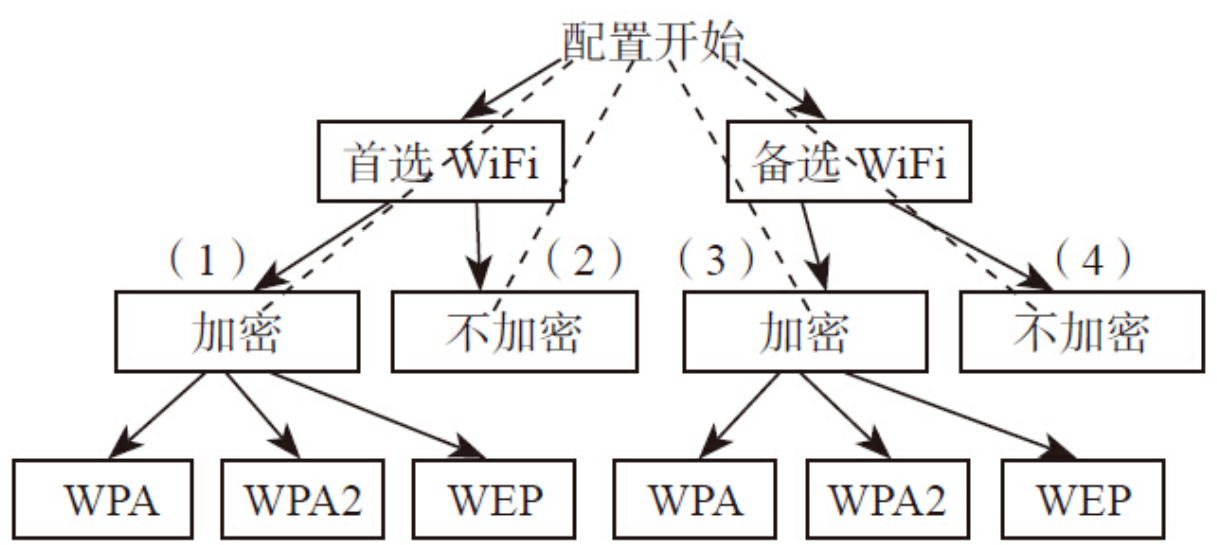 配置开始
首选 WiFi 备选 WiFi
（1） （2） （3） （4）
加密 不加密 加密 不加密
WPA WPA2 WEP WPA WPA2 WEP